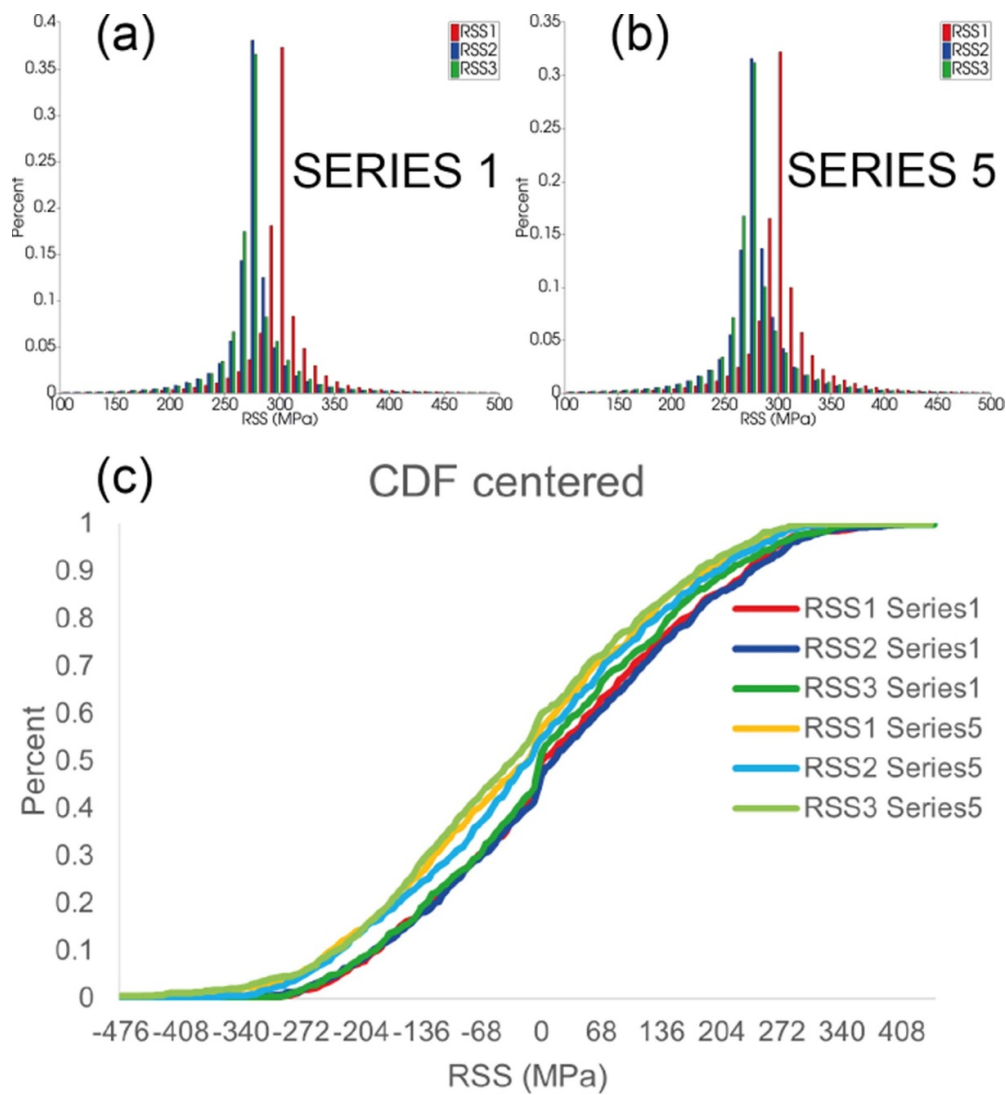 (a)
0.4
0.35
0.3
0.25
0.2
0.15
0.1
0.05
0
Percent
RSS1
RSS2
RSS3
SERIES 1
100 150 200 250 300 350 400 450 500
RSS (MPa)
(b)
0.35
0.3
0.25
0.2
0.15
0.1
0.05
0
Percent
RSS1
RSS2
RSS3
SERIES 5
100 150 200 250 300 350 400 450 500
RSS (MPa)
(c)
CDF centered
1
0.9
0.8
0.7
0.6
0.5
0.4
0.3
0.2
0.1
0
Percent
RSS1 Series1
RSS2 Series1
RSS3 Series1
RSS1 Series5
RSS2 Series5
RSS3 Series5
-476 -408 -340 -272 -204 -136 -68 0 68 136 204 272 340 408
RSS (MPa)